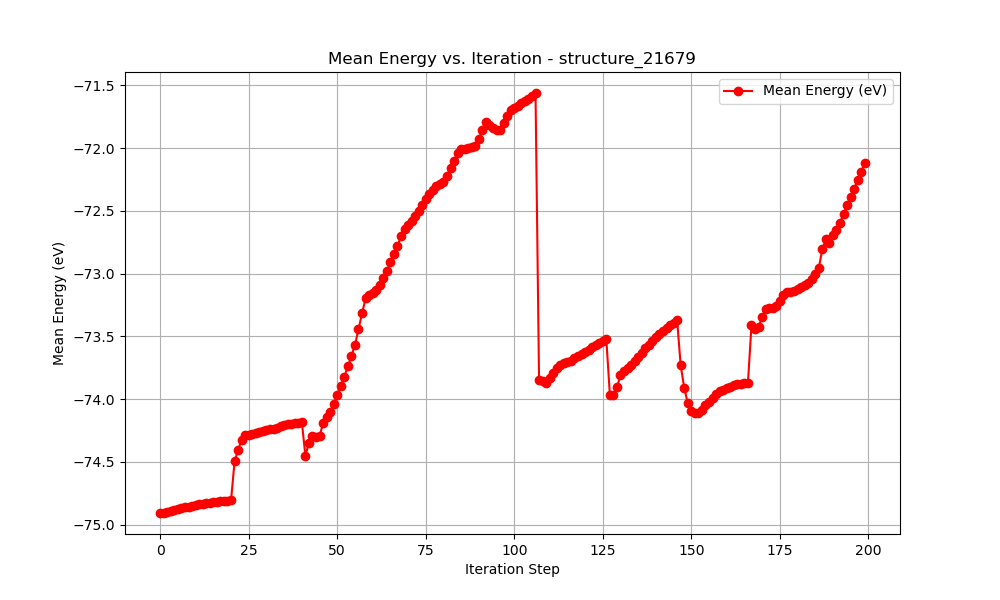 Mean Energy vs. Iteration - structure_21679
Mean Energy (eV)
−71.5
−72.0
−72.5
−73.0
−73.5
−74.0
−74.5
−75.0
Mean Energy (eV)
0 25 50 75 100 125 150 175 200
Iteration Step